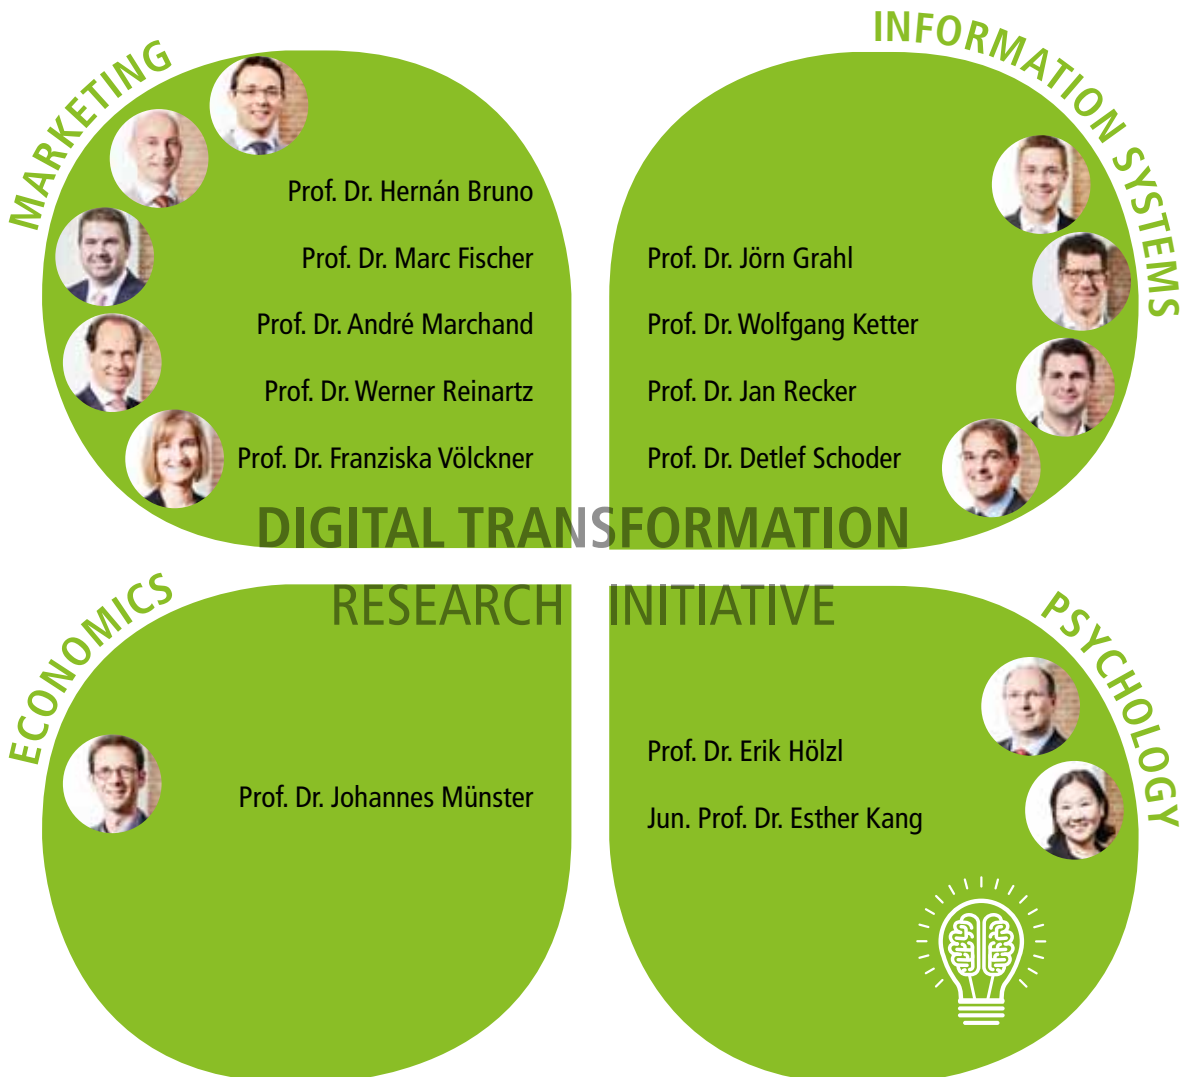 MARKETING
Prof. Dr. Hernán Bruno
Prof. Dr. Marc Fischer
Prof. Dr. André Marchand
Prof. Dr. Werner Reinartz
Prof. Dr. Franziska Völckner
INFORMATION SYSTEMS
Prof. Dr. Jörn Grahl
Prof. Dr. Wolfgang Ketter
Prof. Dr. Jan Recker
Prof. Dr. Detlef Schoder
DIGITAL TRANSFORMATION
RESEARCH INITIATIVE
ECONOMICS
Prof. Dr. Johannes Münster
PSYCHOLOGY
Prof. Dr. Erik Hölzl
Jun. Prof. Dr. Esther Kang